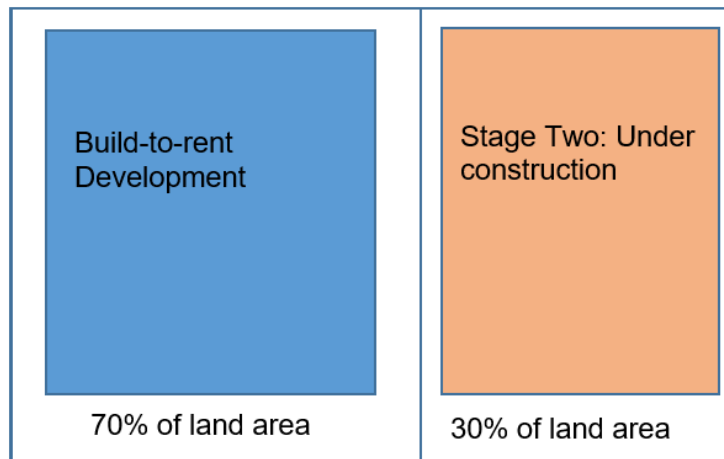 Build-to-rent
Development
Stage Two: Under
construction
70% of land area
30% of land area